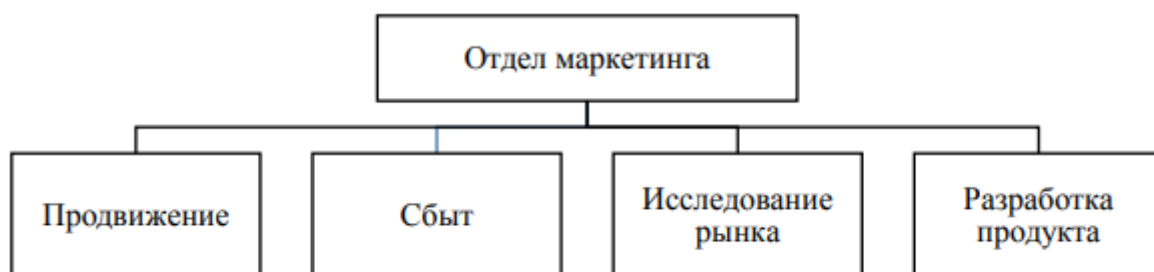 Отдел маркетинга
Продвижение
Сбыт
Исследование
рынка
Разработка
продукта